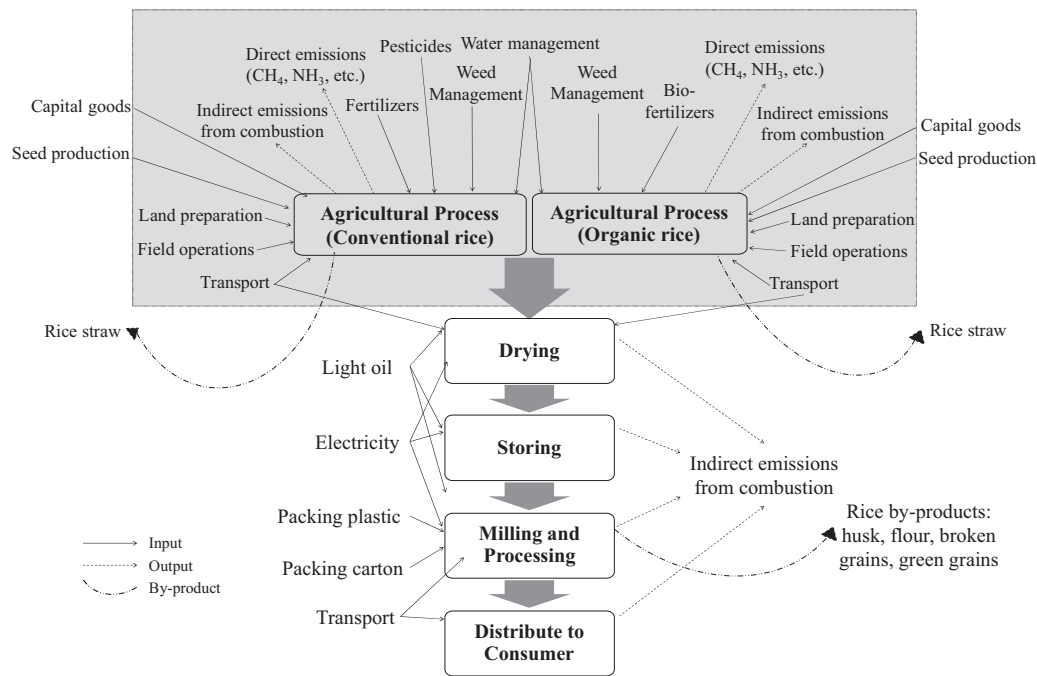 Direct emissions
(CH₄, NH₃, etc.)
Pesticides
Water management
Direct emissions
(CH₄, NH₃, etc.)
Weed
Management
Weed
Management
Bio-
fertilizers
Capital goods
Indirect emissions
from combustion
Fertilizers
Indirect emissions
from combustion
Capital goods
Seed production
Seed production
Land preparation
Agricultural Process
(Conventional rice)
Agricultural Process
(Organic rice)
Land preparation
Field operations
Field operations
Transport
Transport
Rice straw
Rice straw
Drying
Light oil
Electricity
Storing
Indirect emissions
from combustion
Packing plastic
Milling and
Processing
Rice by-products:
husk, flour, broken
grains, green grains
Packing carton
Input
Output
By-product
Transport
Distribute to
Consumer